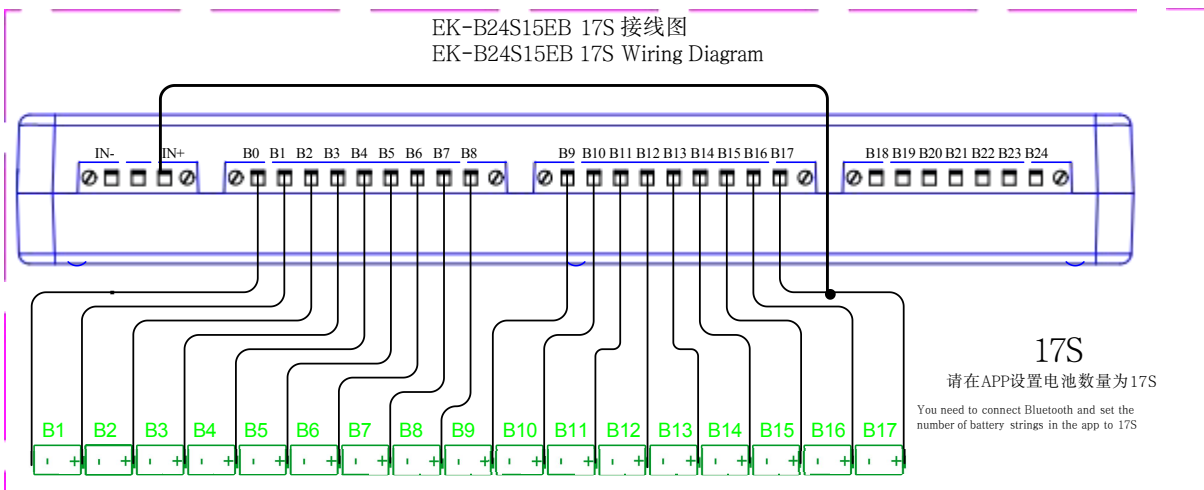 EK-B24S15EB 17S 接线图
EK-B24S15EB 17S Wiring Diagram
IN- IN+ B0 B1 B2 B3 B4 B5 B6 B7 B8 B9 B10 B11 B12 B13 B14 B15 B16 B17 B18 B19 B20 B21 B22 B23 B24
17S
请在APP设置电池数量为17S
You need to connect Bluetooth and set the
number of battery strings in the app to 17S
B1 B2 B3 B4 B5 B6 B7 B8 B9 B10 B11 B12 B13 B14 B15 B16 B17
- + - + - + - + - + - + - + - + - + - + - + - + - + - + - + - + - +